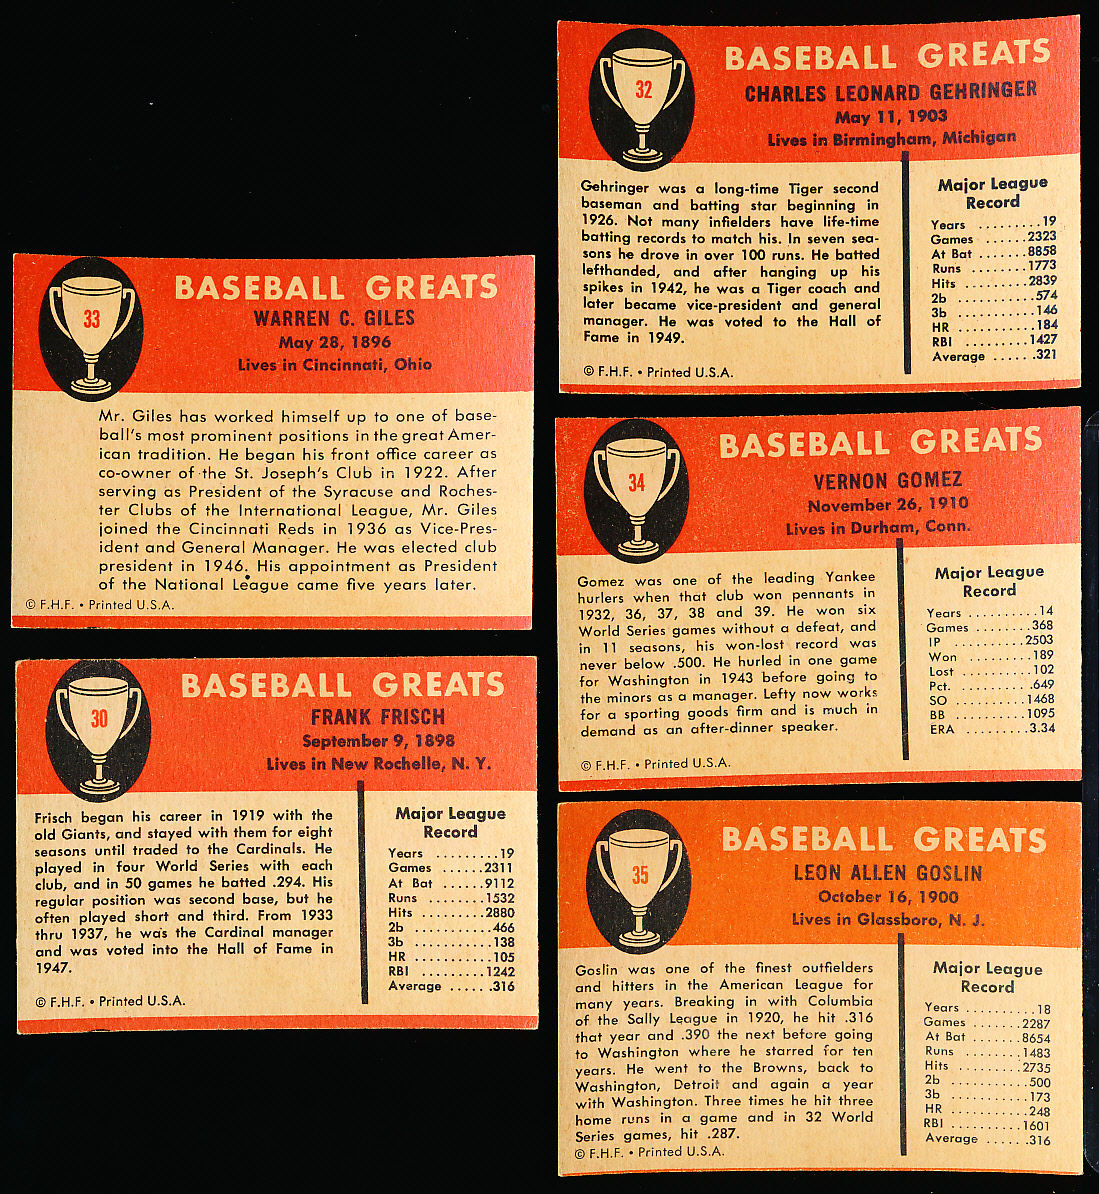 33
BASEBALL GREATS
WARREN C. GILES
May 28, 1896
Lives in Cincinnati, Ohio
Mr. Giles has worked himself up to one of base-
ball's most prominent positions in the great Amer-
ican tradition. He began his front office career as
co-owner of the St. Joseph's Club in 1922. After
serving as President of the Syracuse and Roches-
ter Clubs of the International League, Mr. Giles
joined the Cincinnati Reds in 1936 as Vice-Pres-
ident and General Manager. He was elected club
president in 1946. His appointment as President
of the National League came five years later.
© F.H.F. • Printed U.S.A.
30
BASEBALL GREATS
FRANK FRISCH
September 9, 1898
Lives in New Rochelle, N. Y.
Frisch began his career in 1919 with the
old Giants, and stayed with them for eight
seasons until traded to the Cardinals. He
played in four World Series with each
club, and in 50 games he batted .294. His
regular position was second base, but he
often played short and third. From 1933
thru 1937, he was the Cardinal manager
and was voted into the Hall of Fame in
1947.
© F.H.F. • Printed U.S.A.
Major League
Record
Years .........19
Games ......2311
At Bat ......9112
Runs .......1532
Hits .........2880
2b ...........466
3b ...........138
HR ...........105
RBI .........1242
Average ......316
32
BASEBALL GREATS
CHARLES LEONARD GEHRINGER
May 11, 1903
Lives in Birmingham, Michigan
Gehringer was a long-time Tiger second
baseman and batting star beginning in
1926. Not many infielders have life-time
batting records to match his. In seven sea-
sons he drove in over 100 runs. He batted
lefthanded, and after hanging up his
spikes in 1942, he was a Tiger coach and
later became vice-president and general
manager. He was voted to the Hall of
Fame in 1949.
© F.H.F. • Printed U.S.A.
Major League
Record
Years .........19
Games ......2323
At Bat .......8858
Runs ........1773
Hits .........2839
2b ...........574
3b ...........146
HR ...........184
RBI .........1427
Average ......321
34
BASEBALL GREATS
VERNON GOMEZ
November 26, 1910
Lives in Durham, Conn.
Gomez was one of the leading Yankee
hurlers when that club won pennants in
1932, 36, 37, 38 and 39. He won six
World Series games without a defeat, and
in 11 seasons, his won-lost record was
never below .500. He hurled in one game
for Washington in 1943 before going to
the minors as a manager. Lefty now works
for a sporting goods firm and is much in
demand as an after-dinner speaker.
© F.H.F. • Printed U.S.A.
Major League
Record
Years ..........14
Games ........368
IP ...........2503
Won ..........189
Lost ..........102
Pct. ..........649
SO ..........1468
BB ..........1095
ERA .........3.34
35
BASEBALL GREATS
LEON ALLEN GOSLIN
October 16, 1900
Lives in Glassboro, N. J.
Goslin was one of the finest outfielders
and hitters in the American League for
many years. Breaking in with Columbia
of the Sally League in 1920, he hit .316
that year and .390 the next before going
to Washington where he starred for ten
years. He went to the Browns, back to
Washington, Detroit and again a year
with Washington. Three times he hit three
home runs in a game and in 32 World
Series games, hit .287.
© F.H.F. • Printed U.S.A.
Major League
Record
Years ..........18
Games .......2287
At Bat .......8654
Runs ........1483
Hits ..........2735
2b ...........500
3b ...........173
HR ...........248
RBI ..........1601
Average ......316